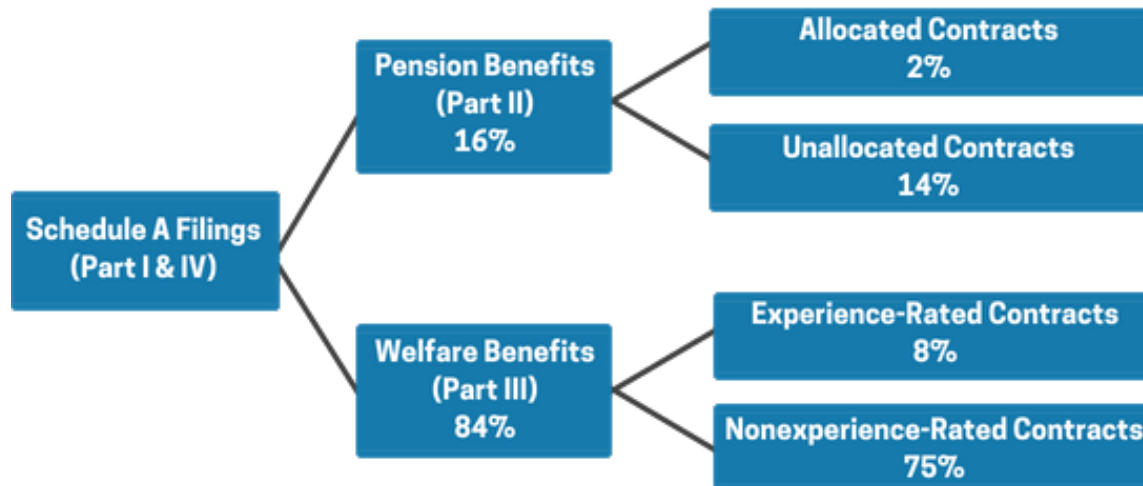 Schedule A Filings
(Part I & IV)
Pension Benefits
(Part II)
16%
Allocated Contracts
2%
Unallocated Contracts
14%
Welfare Benefits
(Part III)
84%
Experience-Rated Contracts
8%
Nonexperience-Rated Contracts
75%